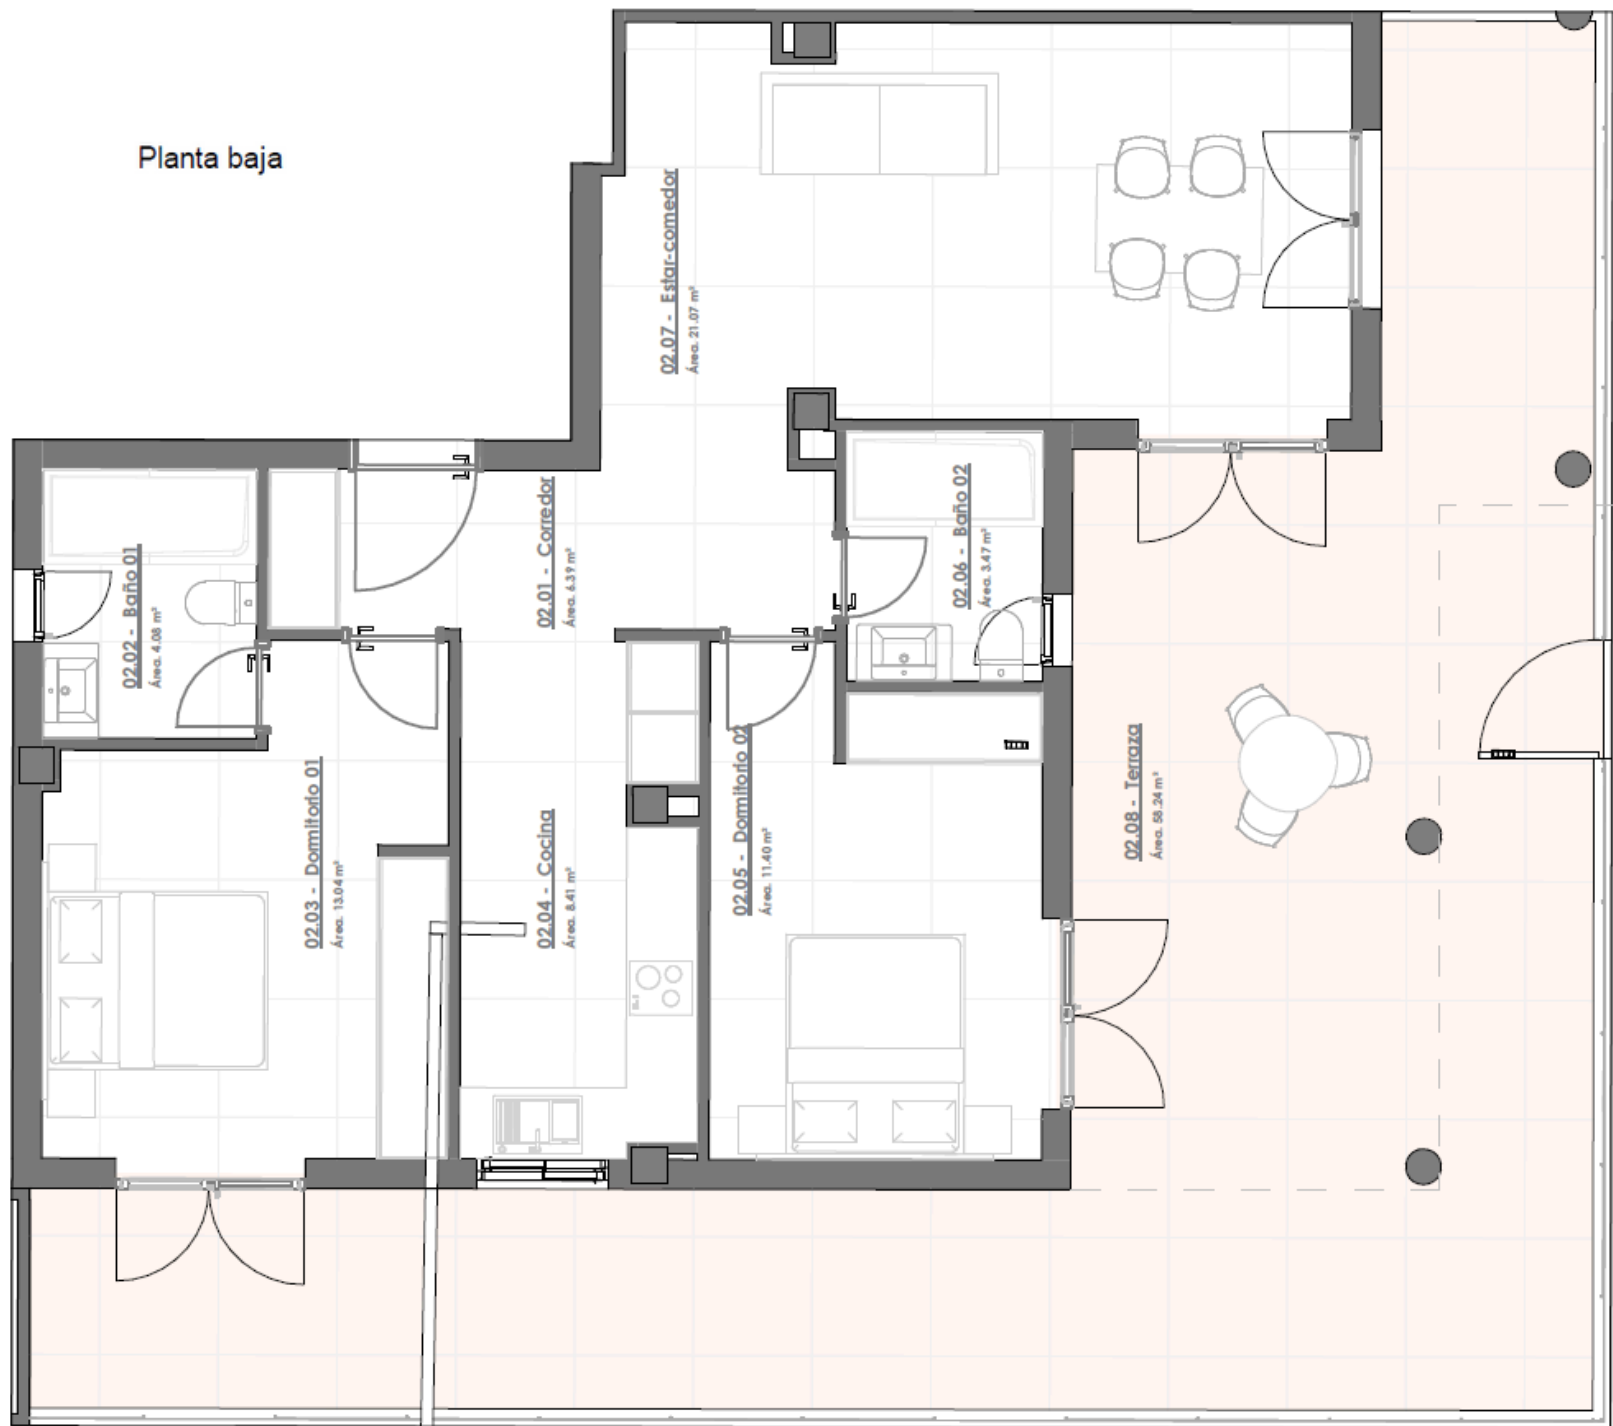 Planta baja
02.07 - Estar-comedor
Área. 21.07 m²
02.01 - Corredor
Área. 6.39 m²
02.02 - Baño 01
Área. 4.08 m²
02.06 - Baño 02
Área. 3.47 m²
02.03 - Dormitorio 01
Área. 13.04 m²
02.04 - Cocina
Área. 8.41 m²
02.05 - Dormitorio 02
Área. 11.40 m²
02.08 - Terraza
Área. 58.24 m²